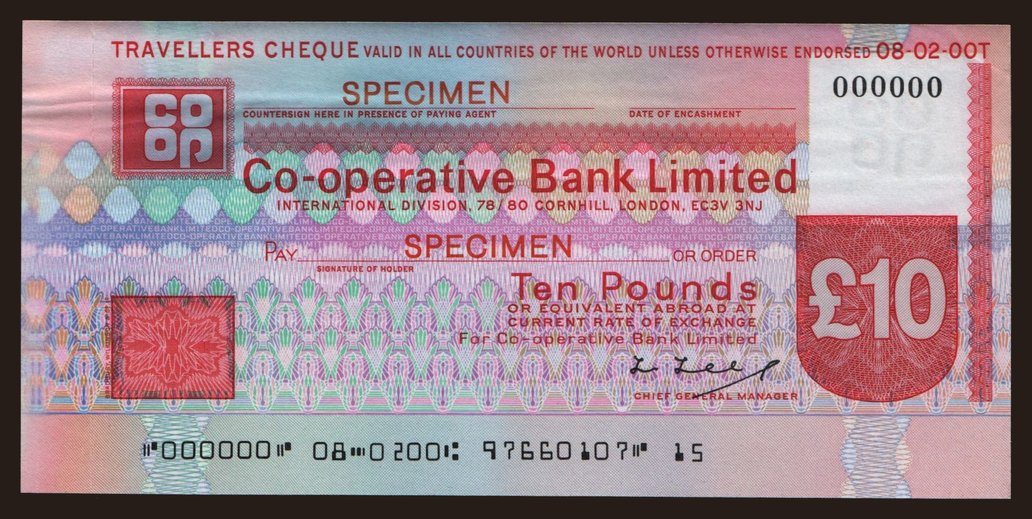 TRAVELLERS CHEQUE VALID IN ALL COUNTRIES OF THE WORLD UNLESS OTHERWISE ENDORSED 08-02-00T
000000
CO OP
SPECIMEN
COUNTERSIGN HERE IN PRESENCE OF PAYING AGENT DATE OF ENCASHMENT
Co-operative Bank Limited
INTERNATIONAL DIVISION, 78/80 CORNHILL, LONDON, EC3V 3NJ
PAY SPECIMEN OR ORDER
SIGNATURE OF HOLDER
Ten Pounds
£10
OR EQUIVALENT ABROAD AT
CURRENT RATE OF EXCHANGE
For Co-operative Bank Limited
CHIEF GENERAL MANAGER
⑈000000⑈ 08⑉0200⑆ 97660107⑈ 15